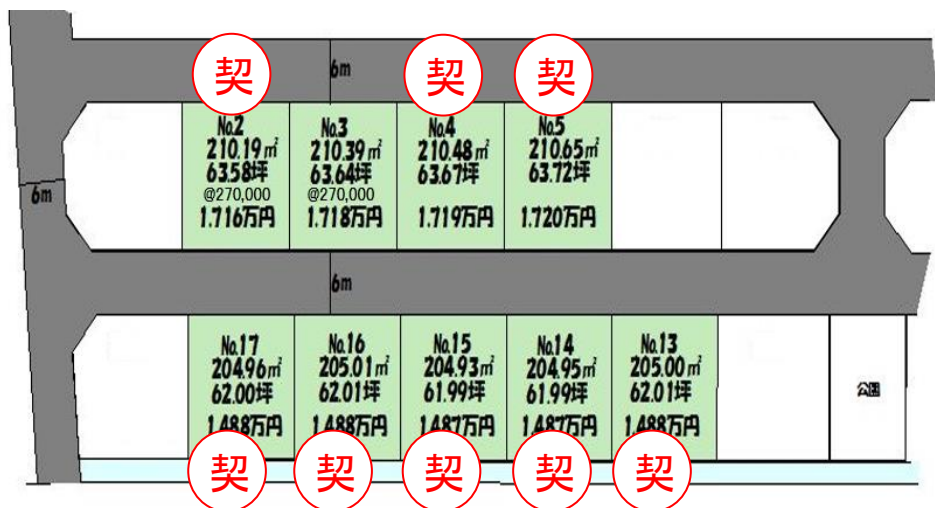 契
契
契
6m
No.2
210.19㎡
63.58坪
@270,000
1.716万円
No.3
210.39㎡
63.64坪
@270,000
1.718万円
No.4
210.48㎡
63.67坪
1.719万円
No.5
210.65㎡
63.72坪
1.720万円
6m
6m
No.17
204.96㎡
62.00坪
1.488万円
No.16
205.01㎡
62.01坪
1.488万円
No.15
204.93㎡
61.99坪
1.487万円
No.14
204.95㎡
61.99坪
1.487万円
No.13
205.00㎡
62.01坪
1.488万円
公園
契
契
契
契
契